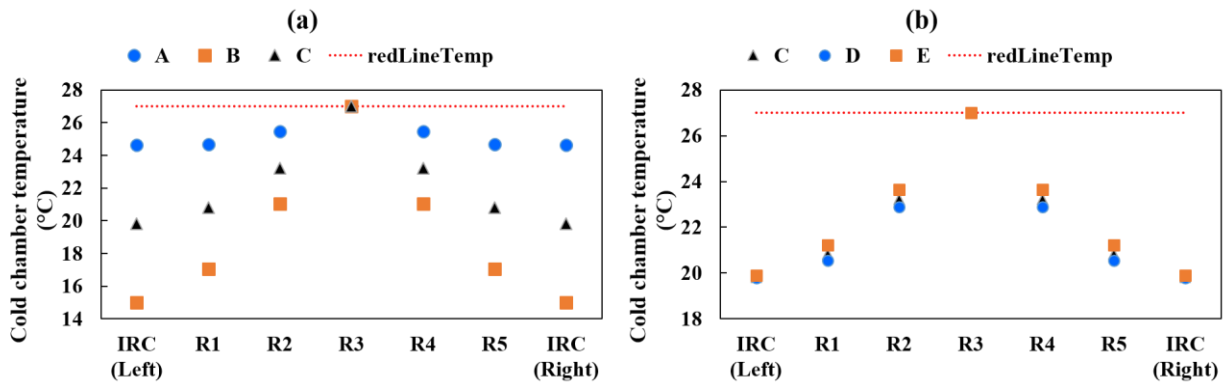 (a)
A B C redLineTemp
Cold chamber temperature
(°C)
28
26
24
22
20
18
16
14
IRC R1 R2 R3 R4 R5 IRC
(Left) (Right)
(b)
C D E redLineTemp
Cold chamber temperature
(°C)
28
26
24
22
20
18
IRC R1 R2 R3 R4 R5 IRC
(Left) (Right)